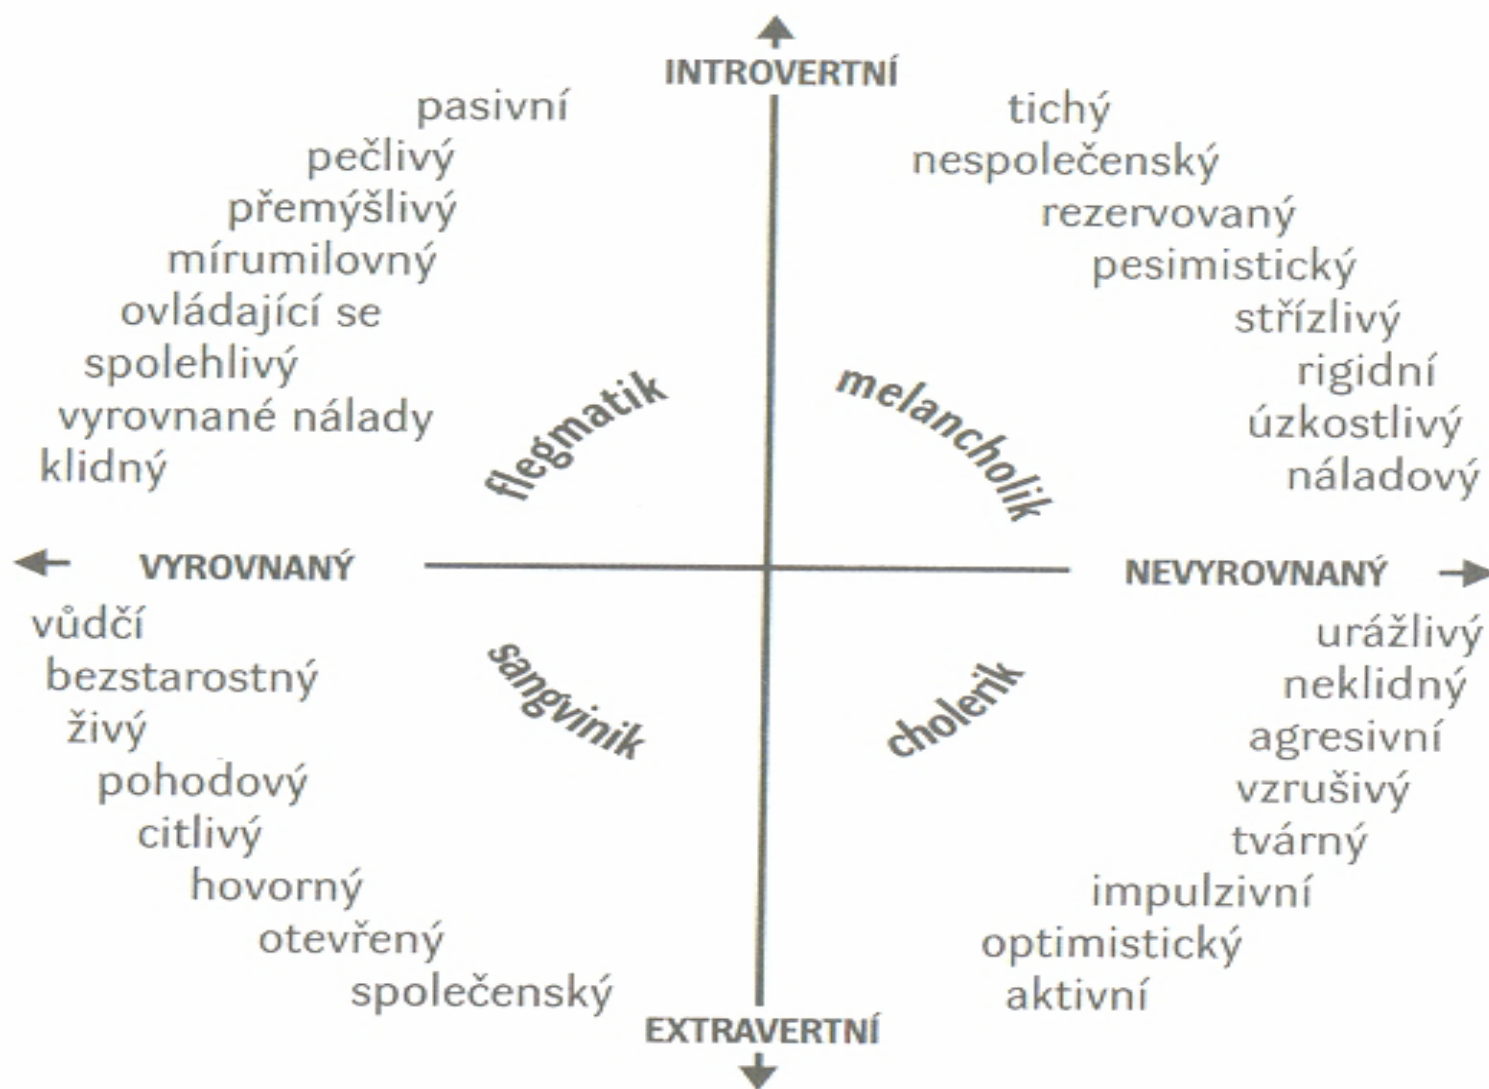 INTROVERTNÍ
pasivní
pečlivý
přemýšlivý
mírumilovný
ovládající se
spolehlivý
vyrovnané nálady
klidný
tichý
nespolečenský
rezervovaný
pesimistický
střízlivý
rigidní
úzkostlivý
náladový
flegmatik
melancholik
VYROVNANÝ
NEVYROVNANÝ
vůdčí
bezstarostný
živý
pohodový
citlivý
hovorný
otevřený
společenský
sangvinik
cholerik
urážlivý
neklidný
agresivní
vzrušivý
tvárný
impulzivní
optimistický
aktivní
EXTRAVERTNÍ